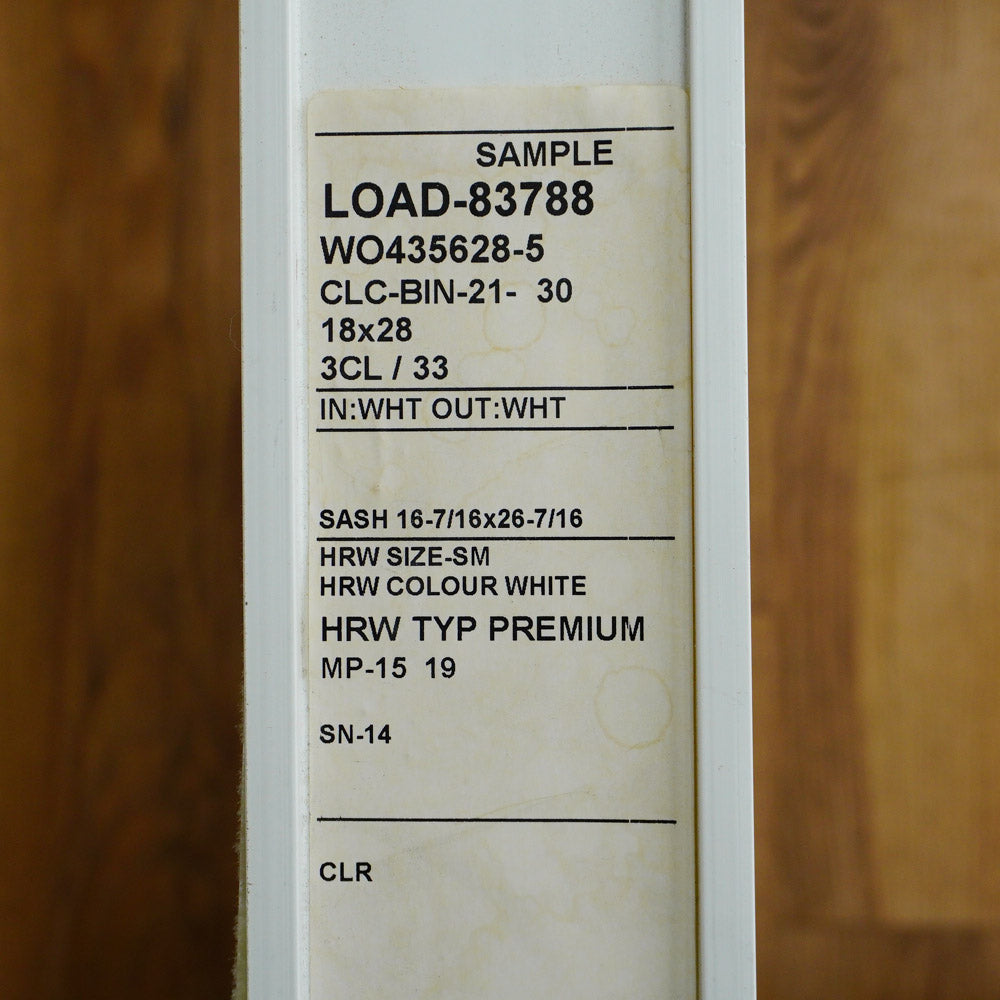 SAMPLE
LOAD-83788
WO435628-5
CLC-BIN-21- 30
18x28
3CL / 33
IN:WHT OUT:WHT
SASH 16-7/16x26-7/16
HRW SIZE-SM
HRW COLOUR WHITE
HRW TYP PREMIUM
MP-15 19
SN-14
CLR